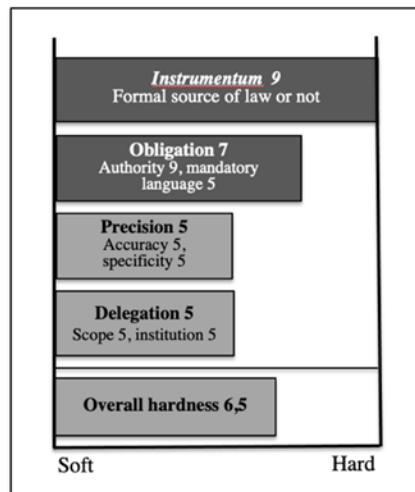 Instrumentum 9
Formal source of law or not
Obligation 7
Authority 9, mandatory
language 5
Precision 5
Accuracy 5,
specificity 5
Delegation 5
Scope 5, institution 5
Overall hardness 6,5
Soft Hard